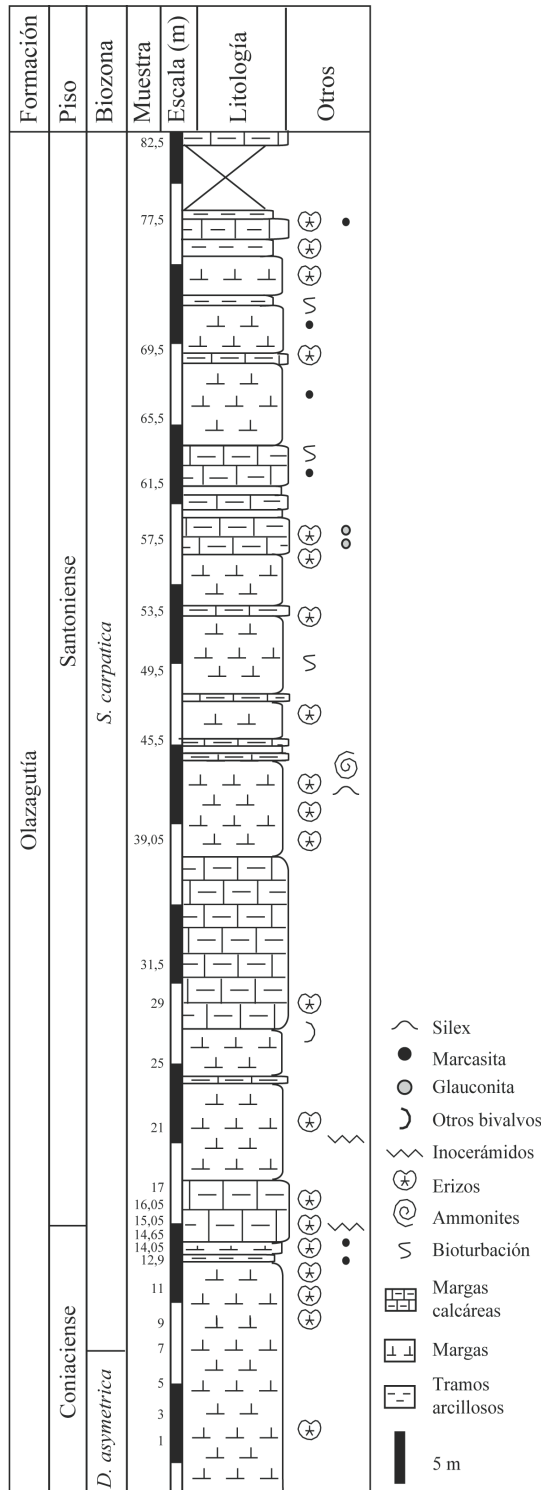 Formación
Piso
Biozona
Muestra
Escala (m)
Litología
Otros
Olazagutía
Santoniense
Coniaciense
S. carpatica
D. asymetrica
82,5
77,5
69,5
65,5
61,5
57,5
53,5
49,5
45,5
39,05
31,5
29
25
21
17
16,05
15,05
14,65
14,05
12,9
11
9
7
5
3
1
Silex
Marcasita
Glauconita
Otros bivalvos
Inocerámidos
Erizos
Ammonites
Bioturbación
Margas
calcáreas
Margas
Tramos
arcillosos
5 m